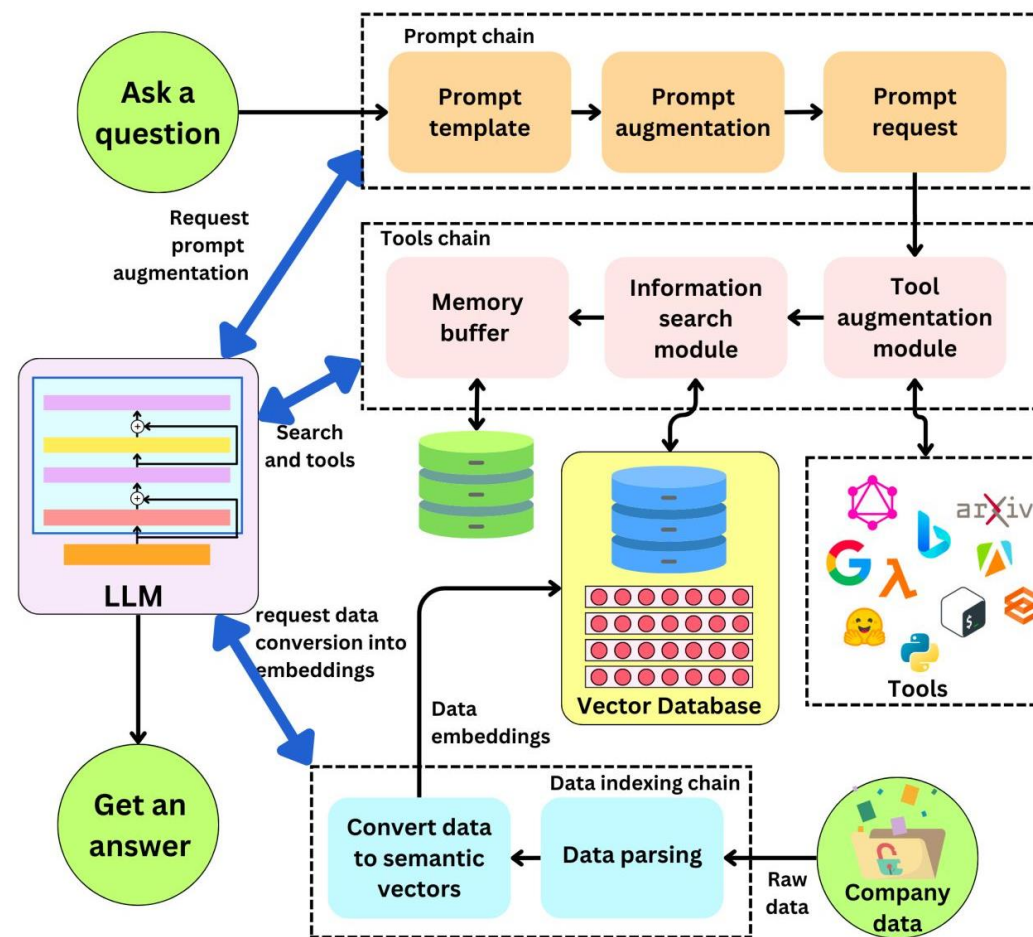 Prompt chain
Ask a
question
Prompt
template
Prompt
augmentation
Prompt
request
Request
prompt
augmentation
Tools chain
Memory
buffer
Information
search
module
Tool
augmentation
module
Search
and tools
LLM
arXiv
$
Tools
Vector Database
request data
conversion into
embeddings
Data
embeddings
Get an
answer
Data indexing chain
Convert data
to semantic
vectors
Data parsing
Raw
data
Company
data